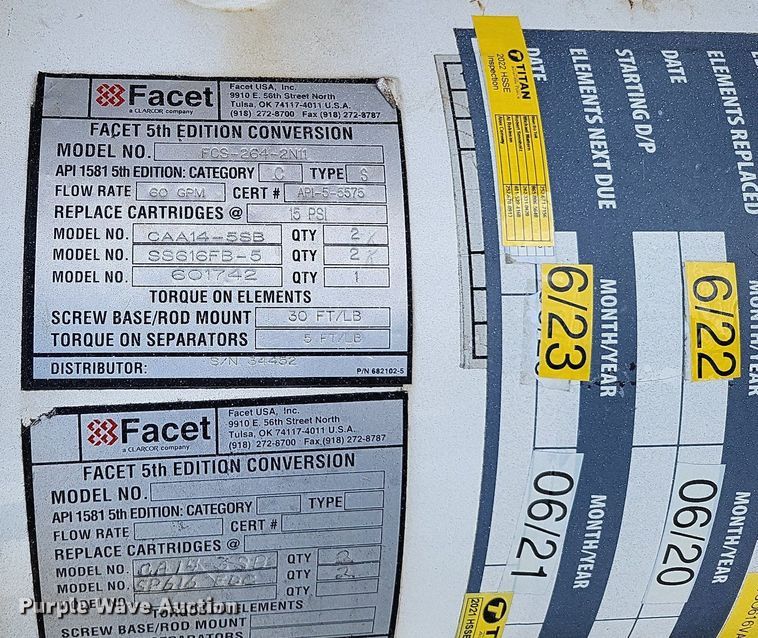 Facet
a CLARCOR company
Facet USA, Inc.
9910 E. 56th Street North
Tulsa, OK 74117-4011 U.S.A.
(918) 272-8700 Fax (918) 272-8787
FACET 5th EDITION CONVERSION
MODEL NO. FCS-264-2N11
API 1581 5th EDITION: CATEGORY C TYPE S
FLOW RATE 60 GPM CERT # API-5-5575
REPLACE CARTRIDGES @ 15 PSI
MODEL NO. CAA14-5SB QTY 2
MODEL NO. SS616FB-5 QTY 2
MODEL NO. 601742 QTY 1
TORQUE ON ELEMENTS
SCREW BASE/ROD MOUNT 30 FT/LB
TORQUE ON SEPARATORS 5 FT/LB
DISTRIBUTOR: S/N 34452 P/N 682102-5
Facet
a CLARCOR company
Facet USA, Inc.
9910 E. 56th Street North
Tulsa, OK 74117-4011 U.S.A.
(918) 272-8700 Fax (918) 272-8787
FACET 5th EDITION CONVERSION
MODEL NO.
API 1581 5th EDITION: CATEGORY TYPE
FLOW RATE CERT #
REPLACE CARTRIDGES @
MODEL NO. QTY 2
MODEL NO. QTY 2
MODEL NO. QTY
ELEMENTS
SCREW BASE/ROD MOUNT
SEPARATORS
TITAN
2022 HSSE
Inspection
DATE
ELEMENTS NEXT DUE
STARTING D/P
DATE
ELEMENTS REPLACED
6/23
MONTH/YEAR
6/22
MONTH/YEAR
06/21
MONTH/YEAR
06/20
MONTH/YEAR
TITAN
2021 HSSE
Purple Wave Auction